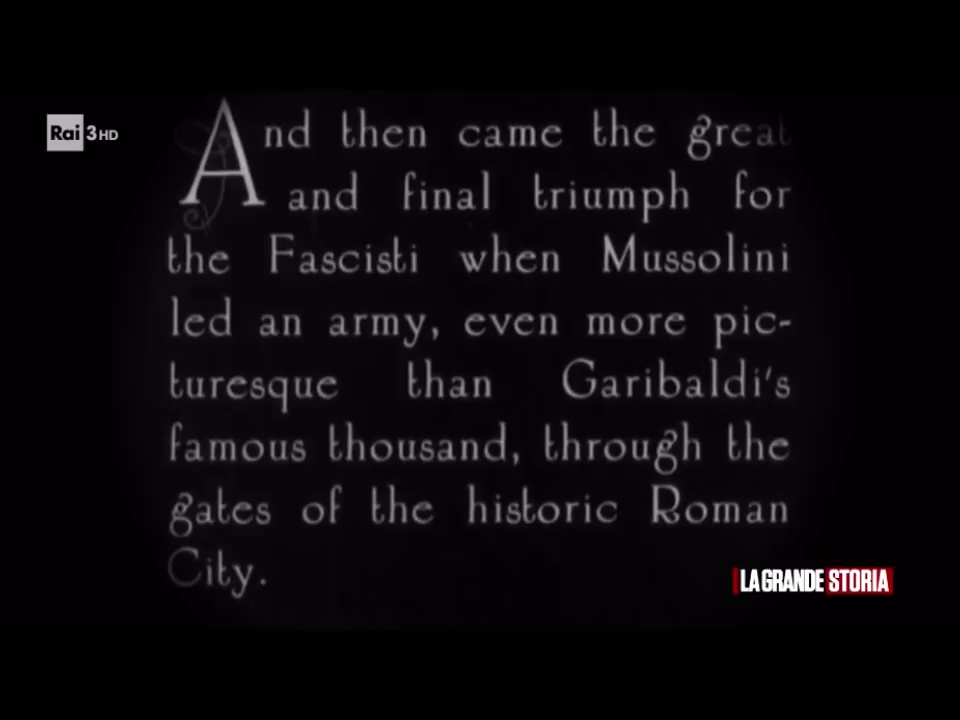 Rai 3HD
And then came the great
and final triumph for
the Fascisti when Mussolini
led an army, even more pic-
turesque than Garibaldi's
famous thousand, through the
gates of the historic Roman
City.
LA GRANDE STORIA